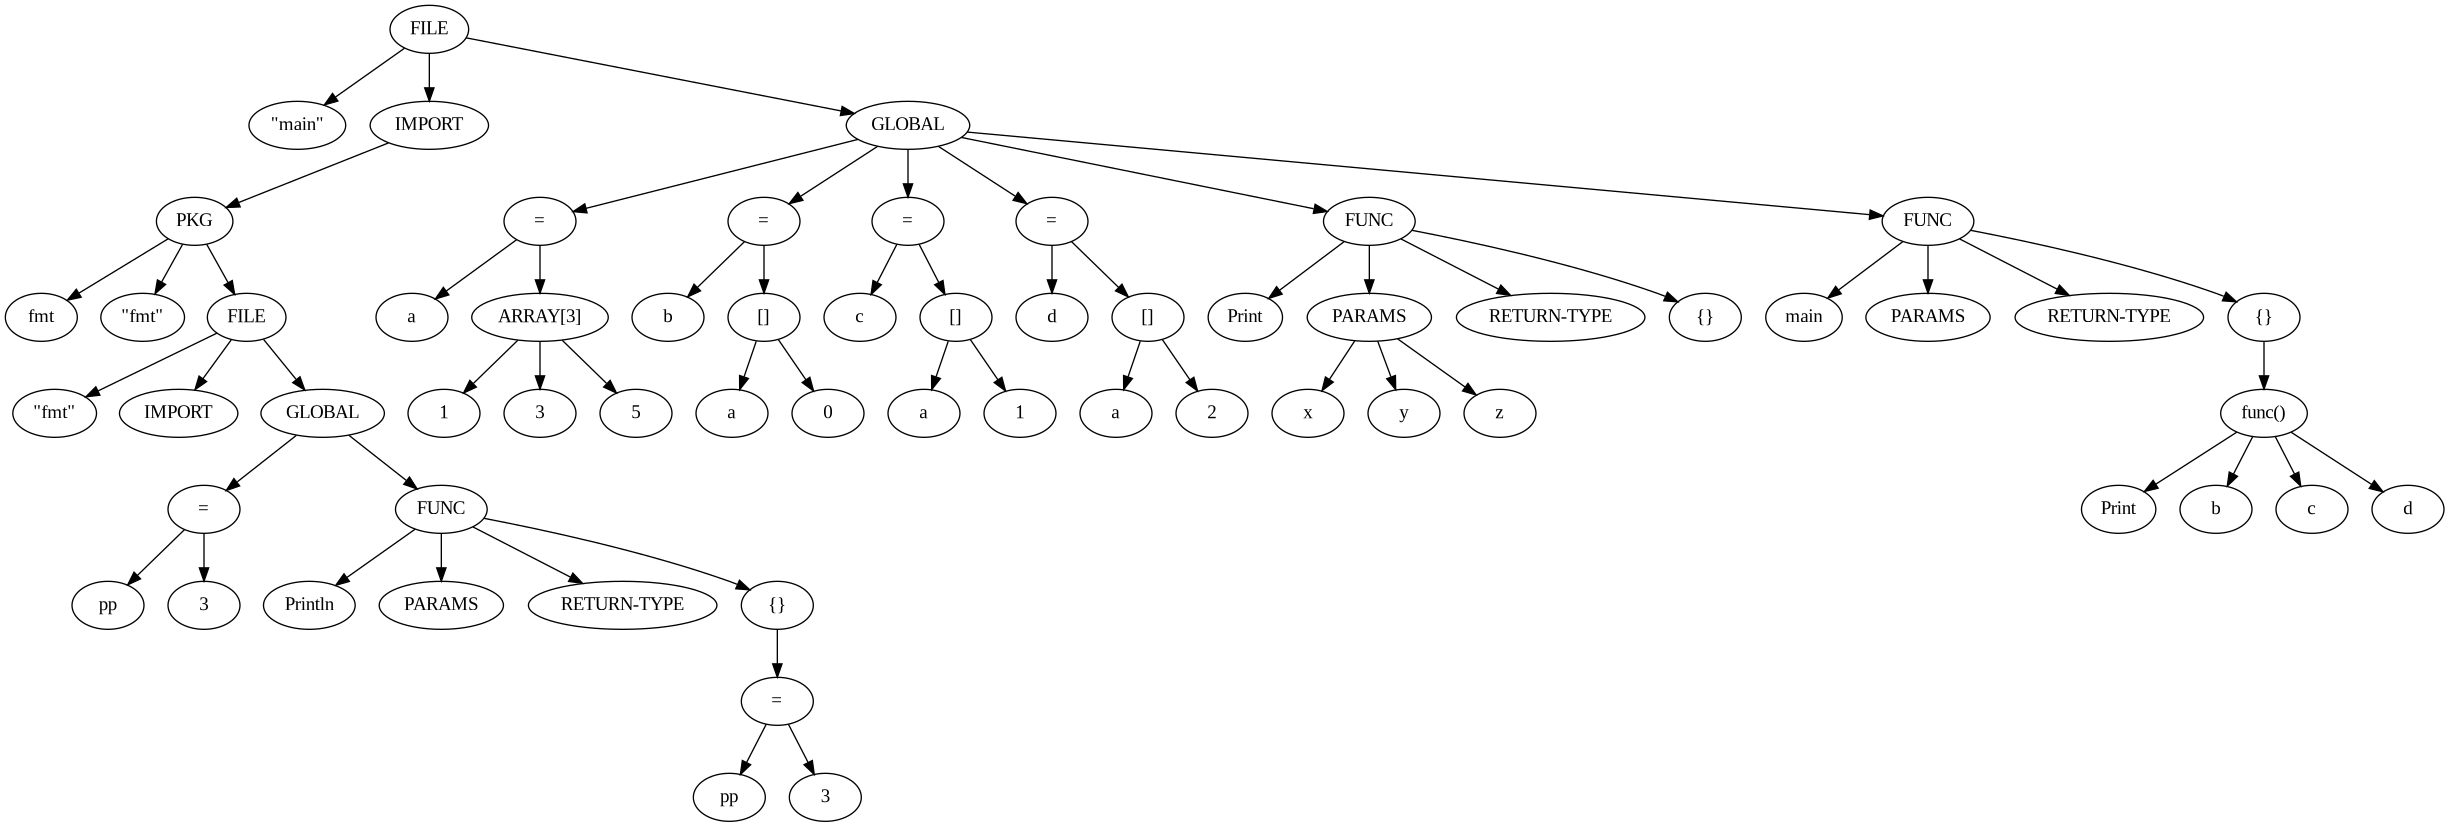 FILE
"main" IMPORT GLOBAL
PKG = = = = FUNC FUNC
fmt "fmt" FILE a ARRAY[3] b [] c [] d [] Print PARAMS RETURN-TYPE {} main PARAMS RETURN-TYPE {}
"fmt" IMPORT GLOBAL 1 3 5 a 0 a 1 a 2 x y z func()
= FUNC Print b c d
pp 3 Println PARAMS RETURN-TYPE {}
=
pp 3